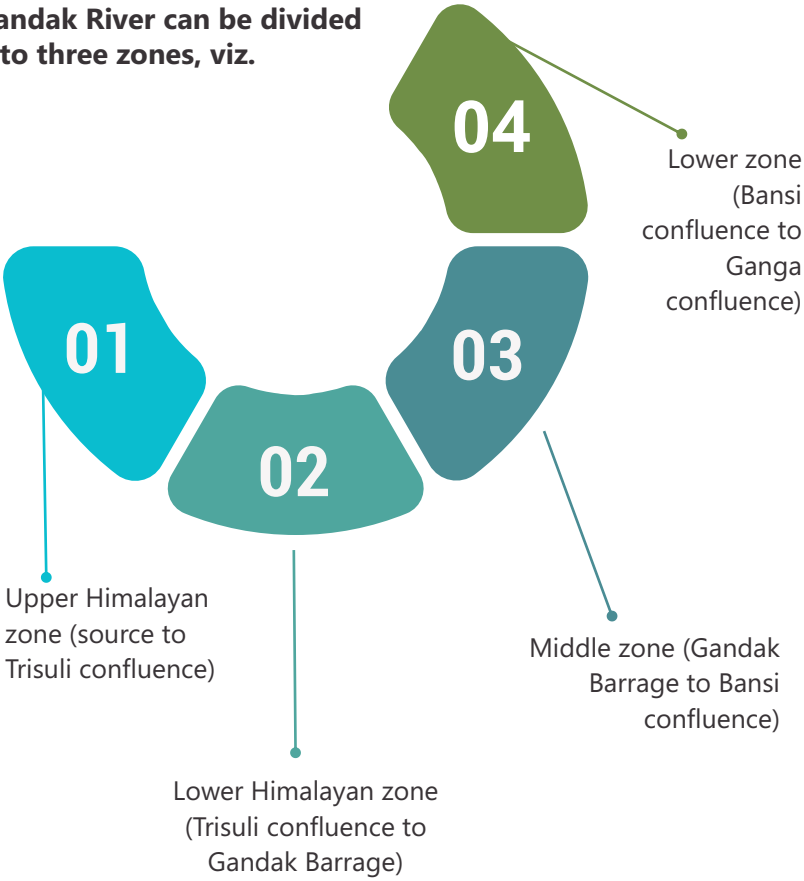 andak River can be divided
to three zones, viz.
04
Lower zone
(Bansi
confluence to
Ganga
confluence)
01
03
02
Upper Himalayan
zone (source to
Trisuli confluence)
Middle zone (Gandak
Barrage to Bansi
confluence)
Lower Himalayan zone
(Trisuli confluence to
Gandak Barrage)